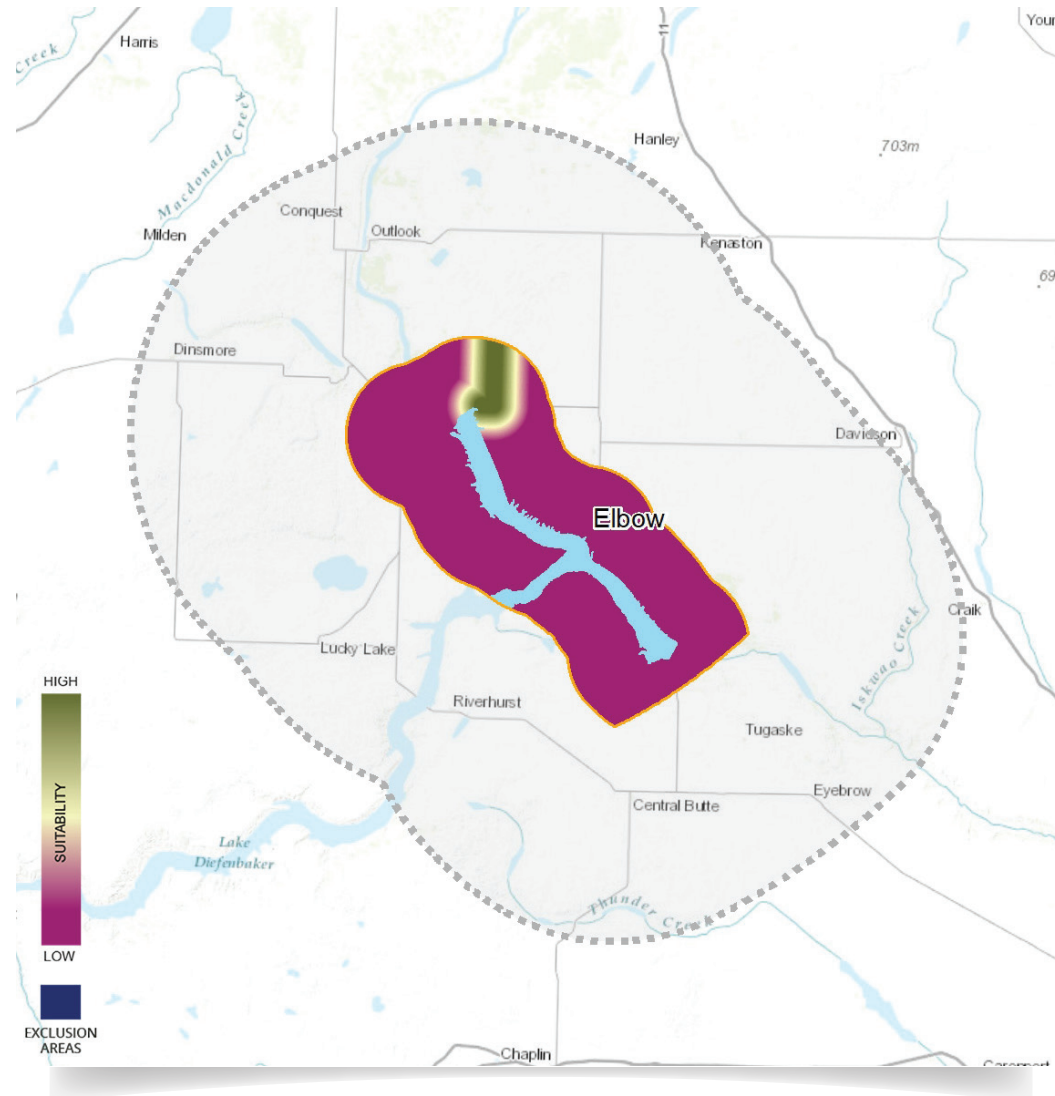 Harris
11
Your
Creek
Macdonald Creek
Hanley
703m
Conquest
Milden
Outlook
Kenaston
69
Dinsmore
Davidson
Elbow
Craik
Iskwao Creek
Lucky Lake
HIGH
Riverhurst
Tugaske
SUITABILITY
Eyebrow
Central Butte
Lake
Diefenbaker
Thunder Creek
LOW
EXCLUSION
AREAS
Chaplin